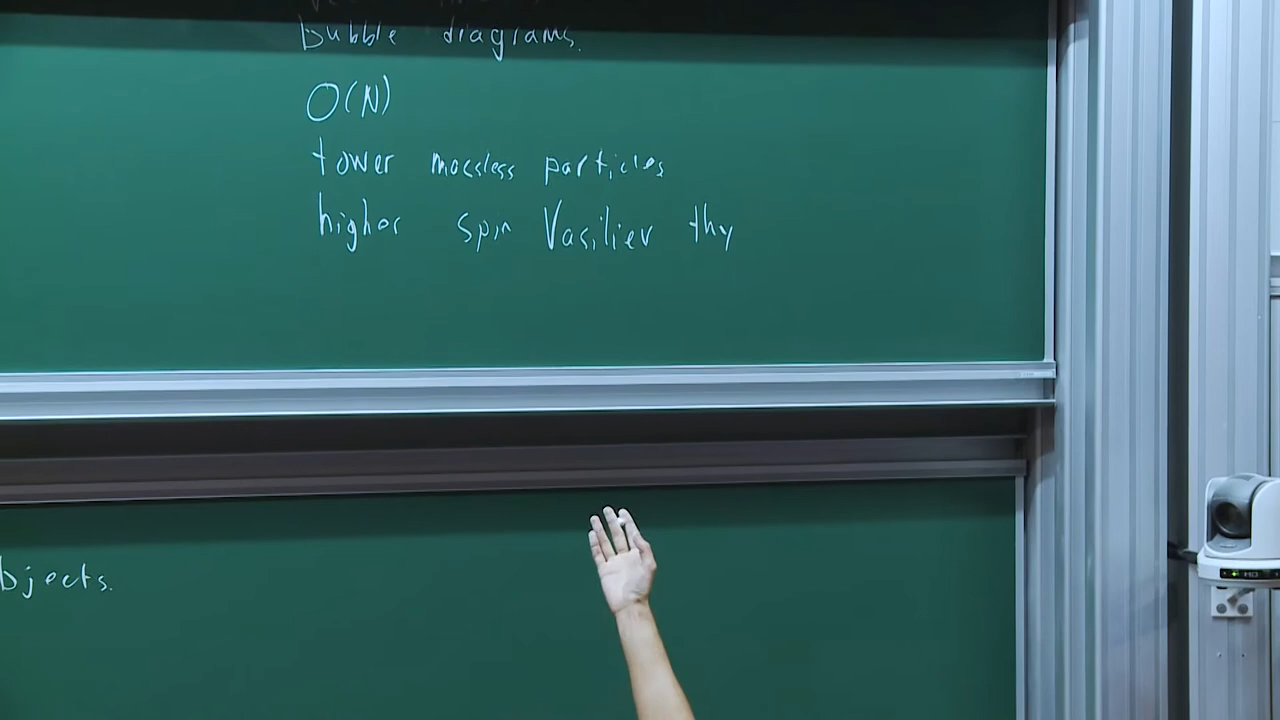 bubble diagrams.
O(N)
tower massless particles
higher spin Vasiliev thy
bjects.